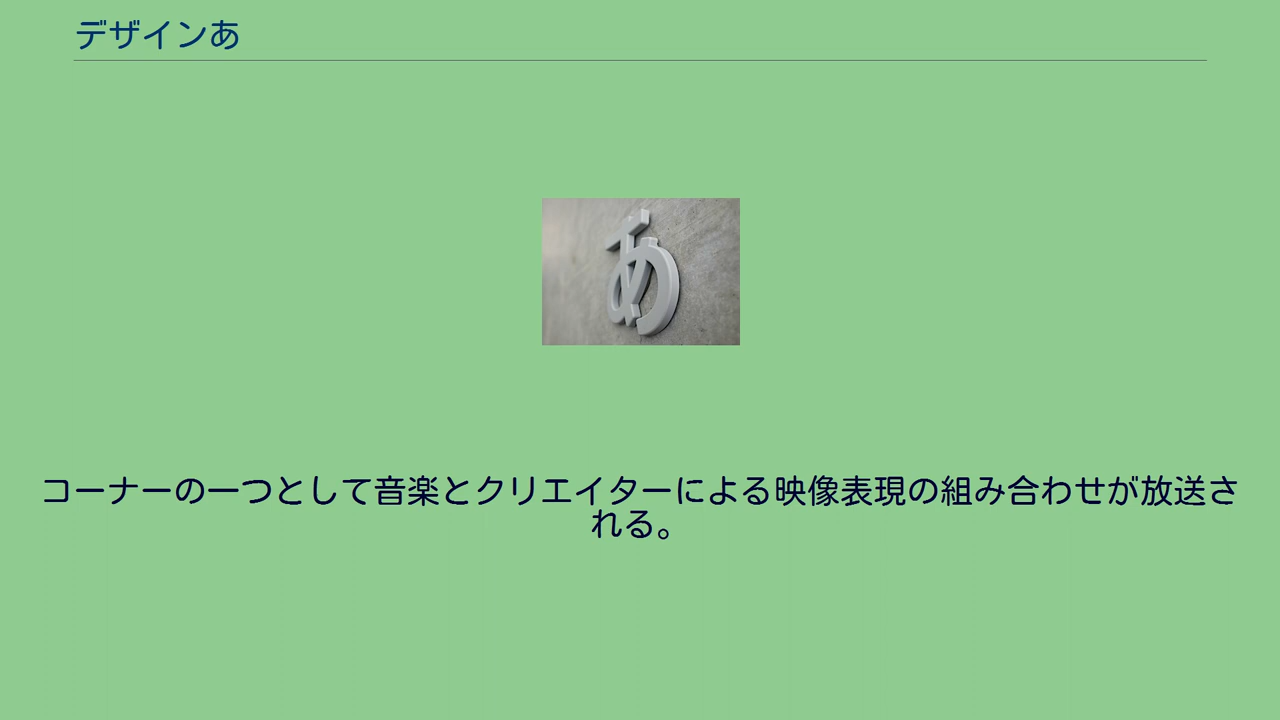 デザインあ
あ
コーナーの一つとして音楽とクリエイターによる映像表現の組み合わせが放送さ
れる。